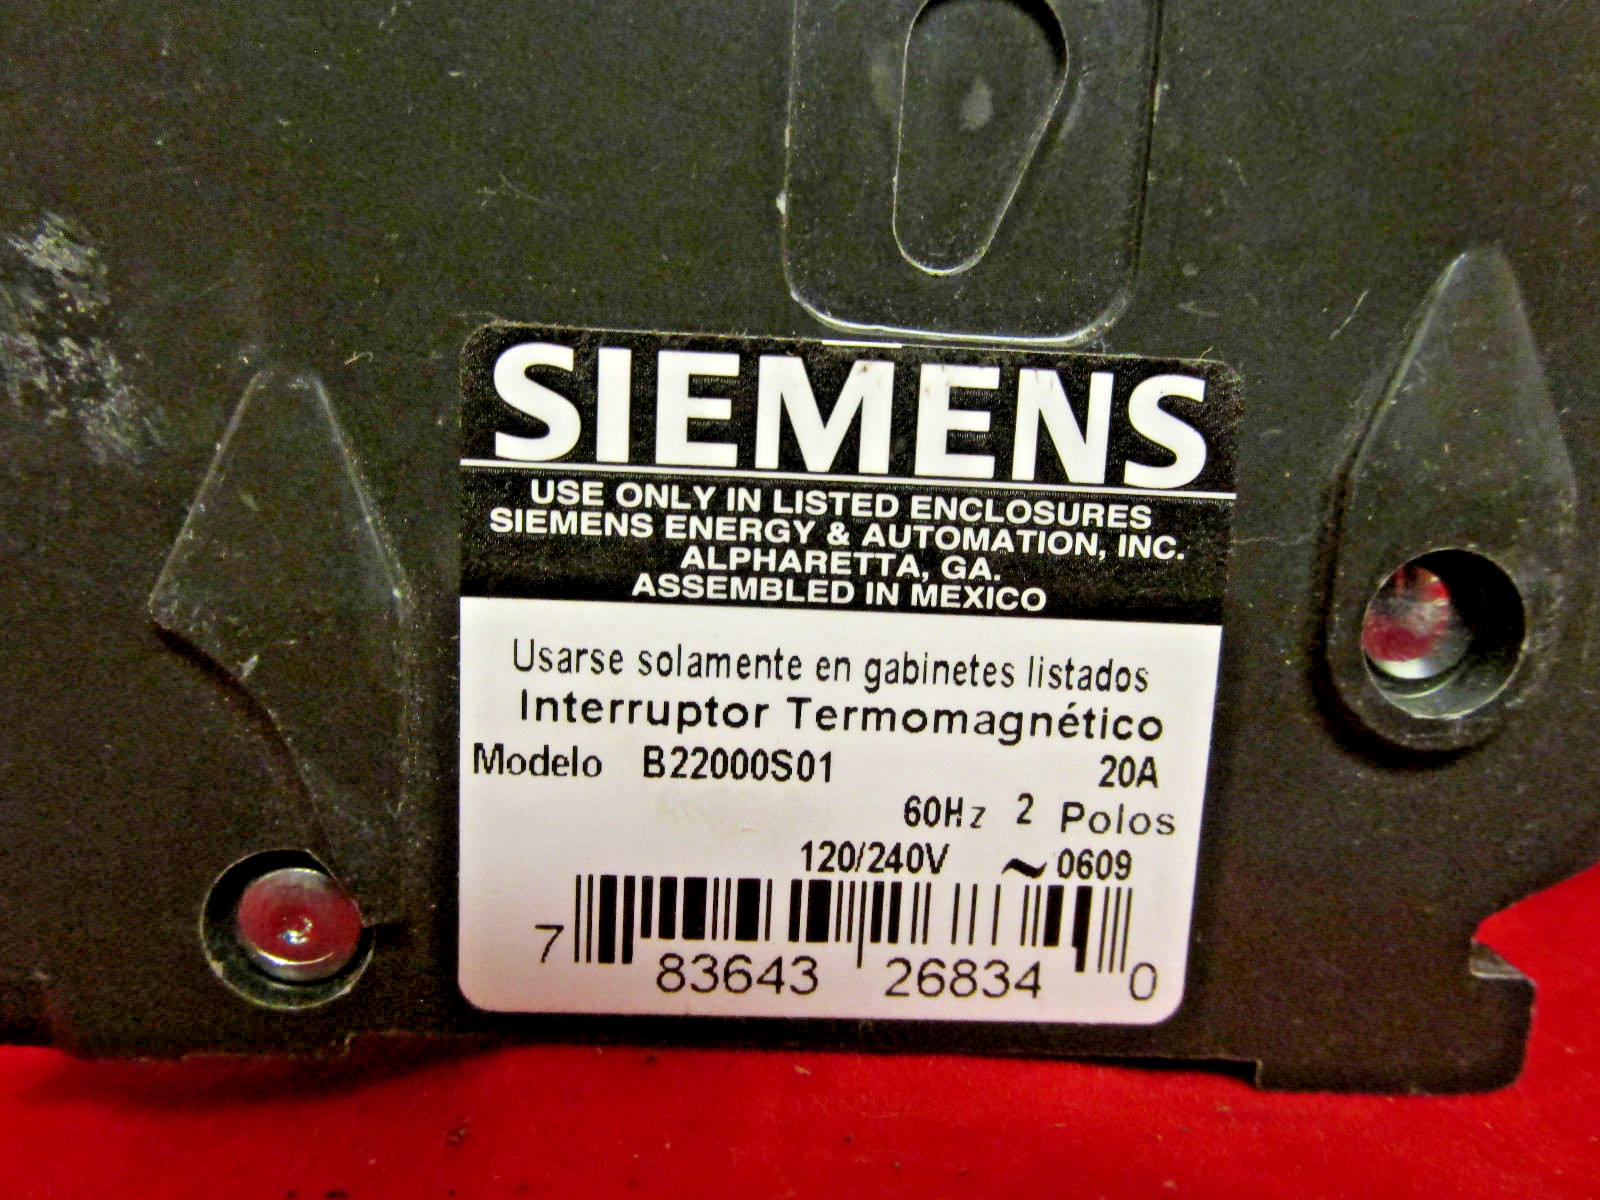 SIEMENS
USE ONLY IN LISTED ENCLOSURES
SIEMENS ENERGY & AUTOMATION, INC.
ALPHARETTA, GA.
ASSEMBLED IN MEXICO
Usarse solamente en gabinetes listados
Interruptor Termomagnético
Modelo B22000S01 20A
60Hz 2 Polos
120/240V ~ 0609
7 83643 26834 0